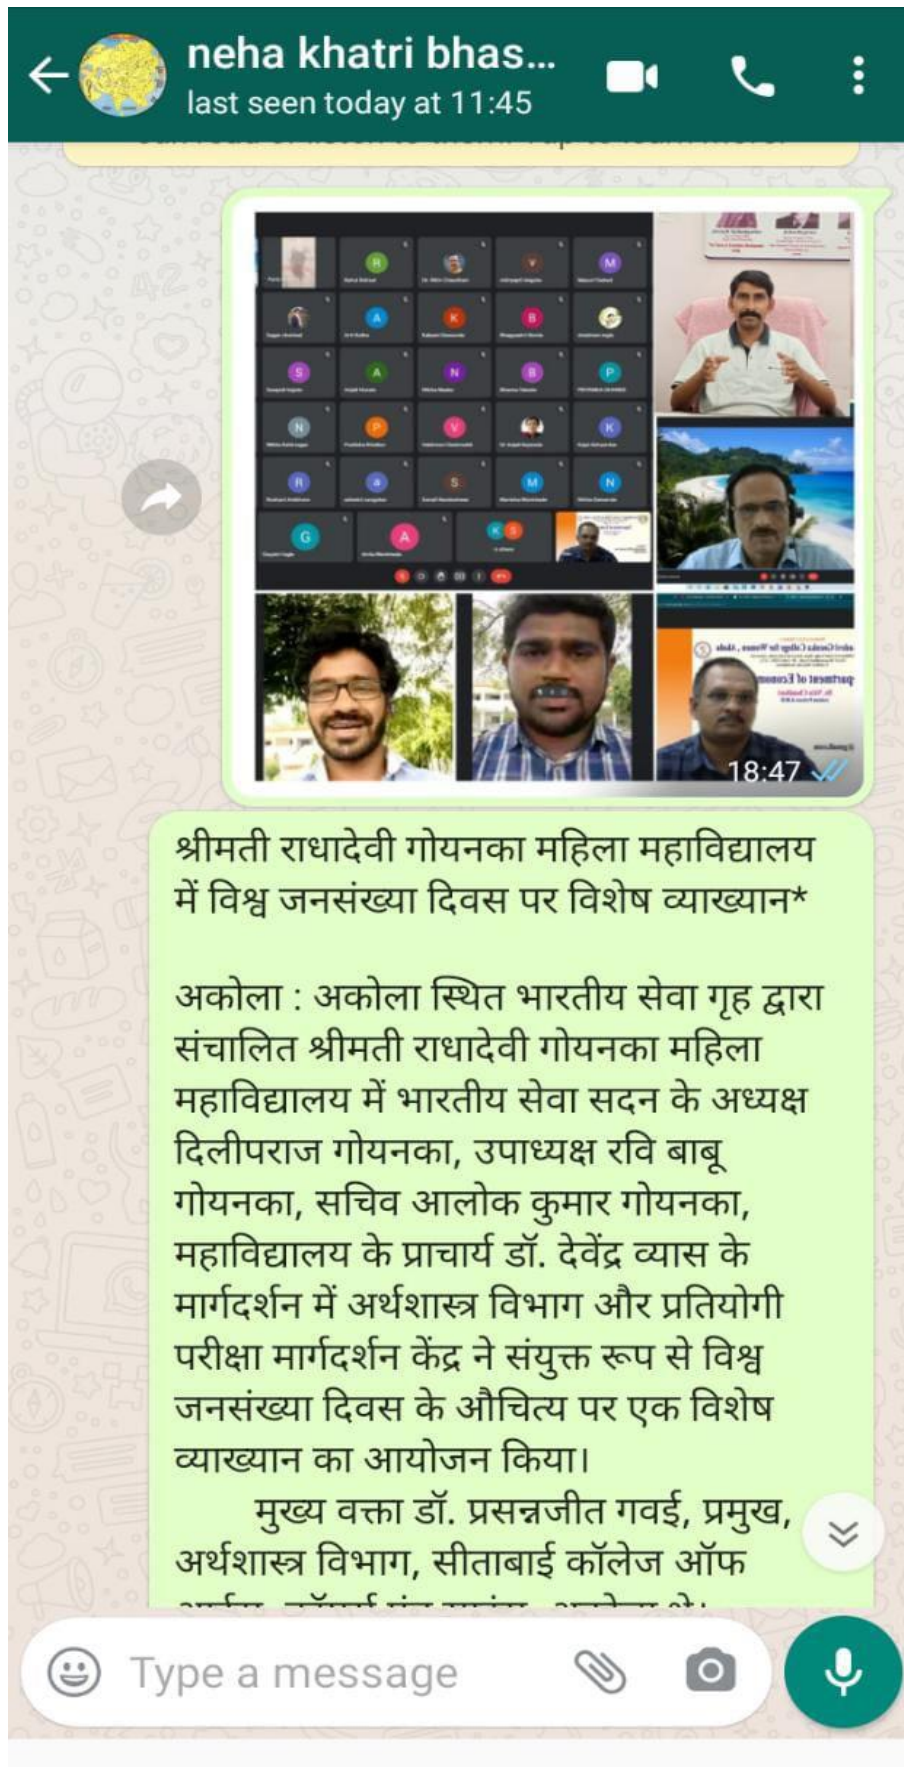 neha khatri bhas...
last seen today at 11:45
R
M
A
K
B
S
A
N
B
P
N
P
V
K
R
a
S
M
N
G
A
K S
18:47
श्रीमती राधादेवी गोयनका महिला महाविद्यालय
में विश्व जनसंख्या दिवस पर विशेष व्याख्यान*
अकोला : अकोला स्थित भारतीय सेवा गृह द्वारा
संचालित श्रीमती राधादेवी गोयनका महिला
महाविद्यालय में भारतीय सेवा सदन के अध्यक्ष
दिलीपराज गोयनका, उपाध्यक्ष रवि बाबू
गोयनका, सचिव आलोक कुमार गोयनका,
महाविद्यालय के प्राचार्य डॉ. देवेंद्र व्यास के
मार्गदर्शन में अर्थशास्त्र विभाग और प्रतियोगी
परीक्षा मार्गदर्शन केंद्र ने संयुक्त रूप से विश्व
जनसंख्या दिवस के औचित्य पर एक विशेष
व्याख्यान का आयोजन किया।
मुख्य वक्ता डॉ. प्रसन्नजीत गवई, प्रमुख,
अर्थशास्त्र विभाग, सीताबाई कॉलेज ऑफ
Type a message